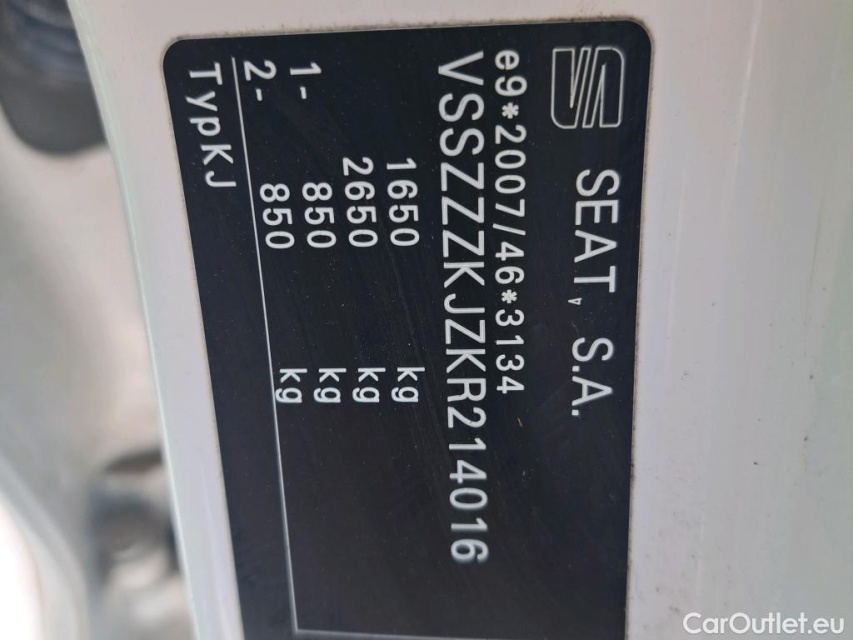 SEAT, S.A.
e9*2007/46*3134
VSSZZZKJZKR214016
1650 kg
2650 kg
1- 850 kg
2- 850 kg
TypKJ
CarOutlet.eu